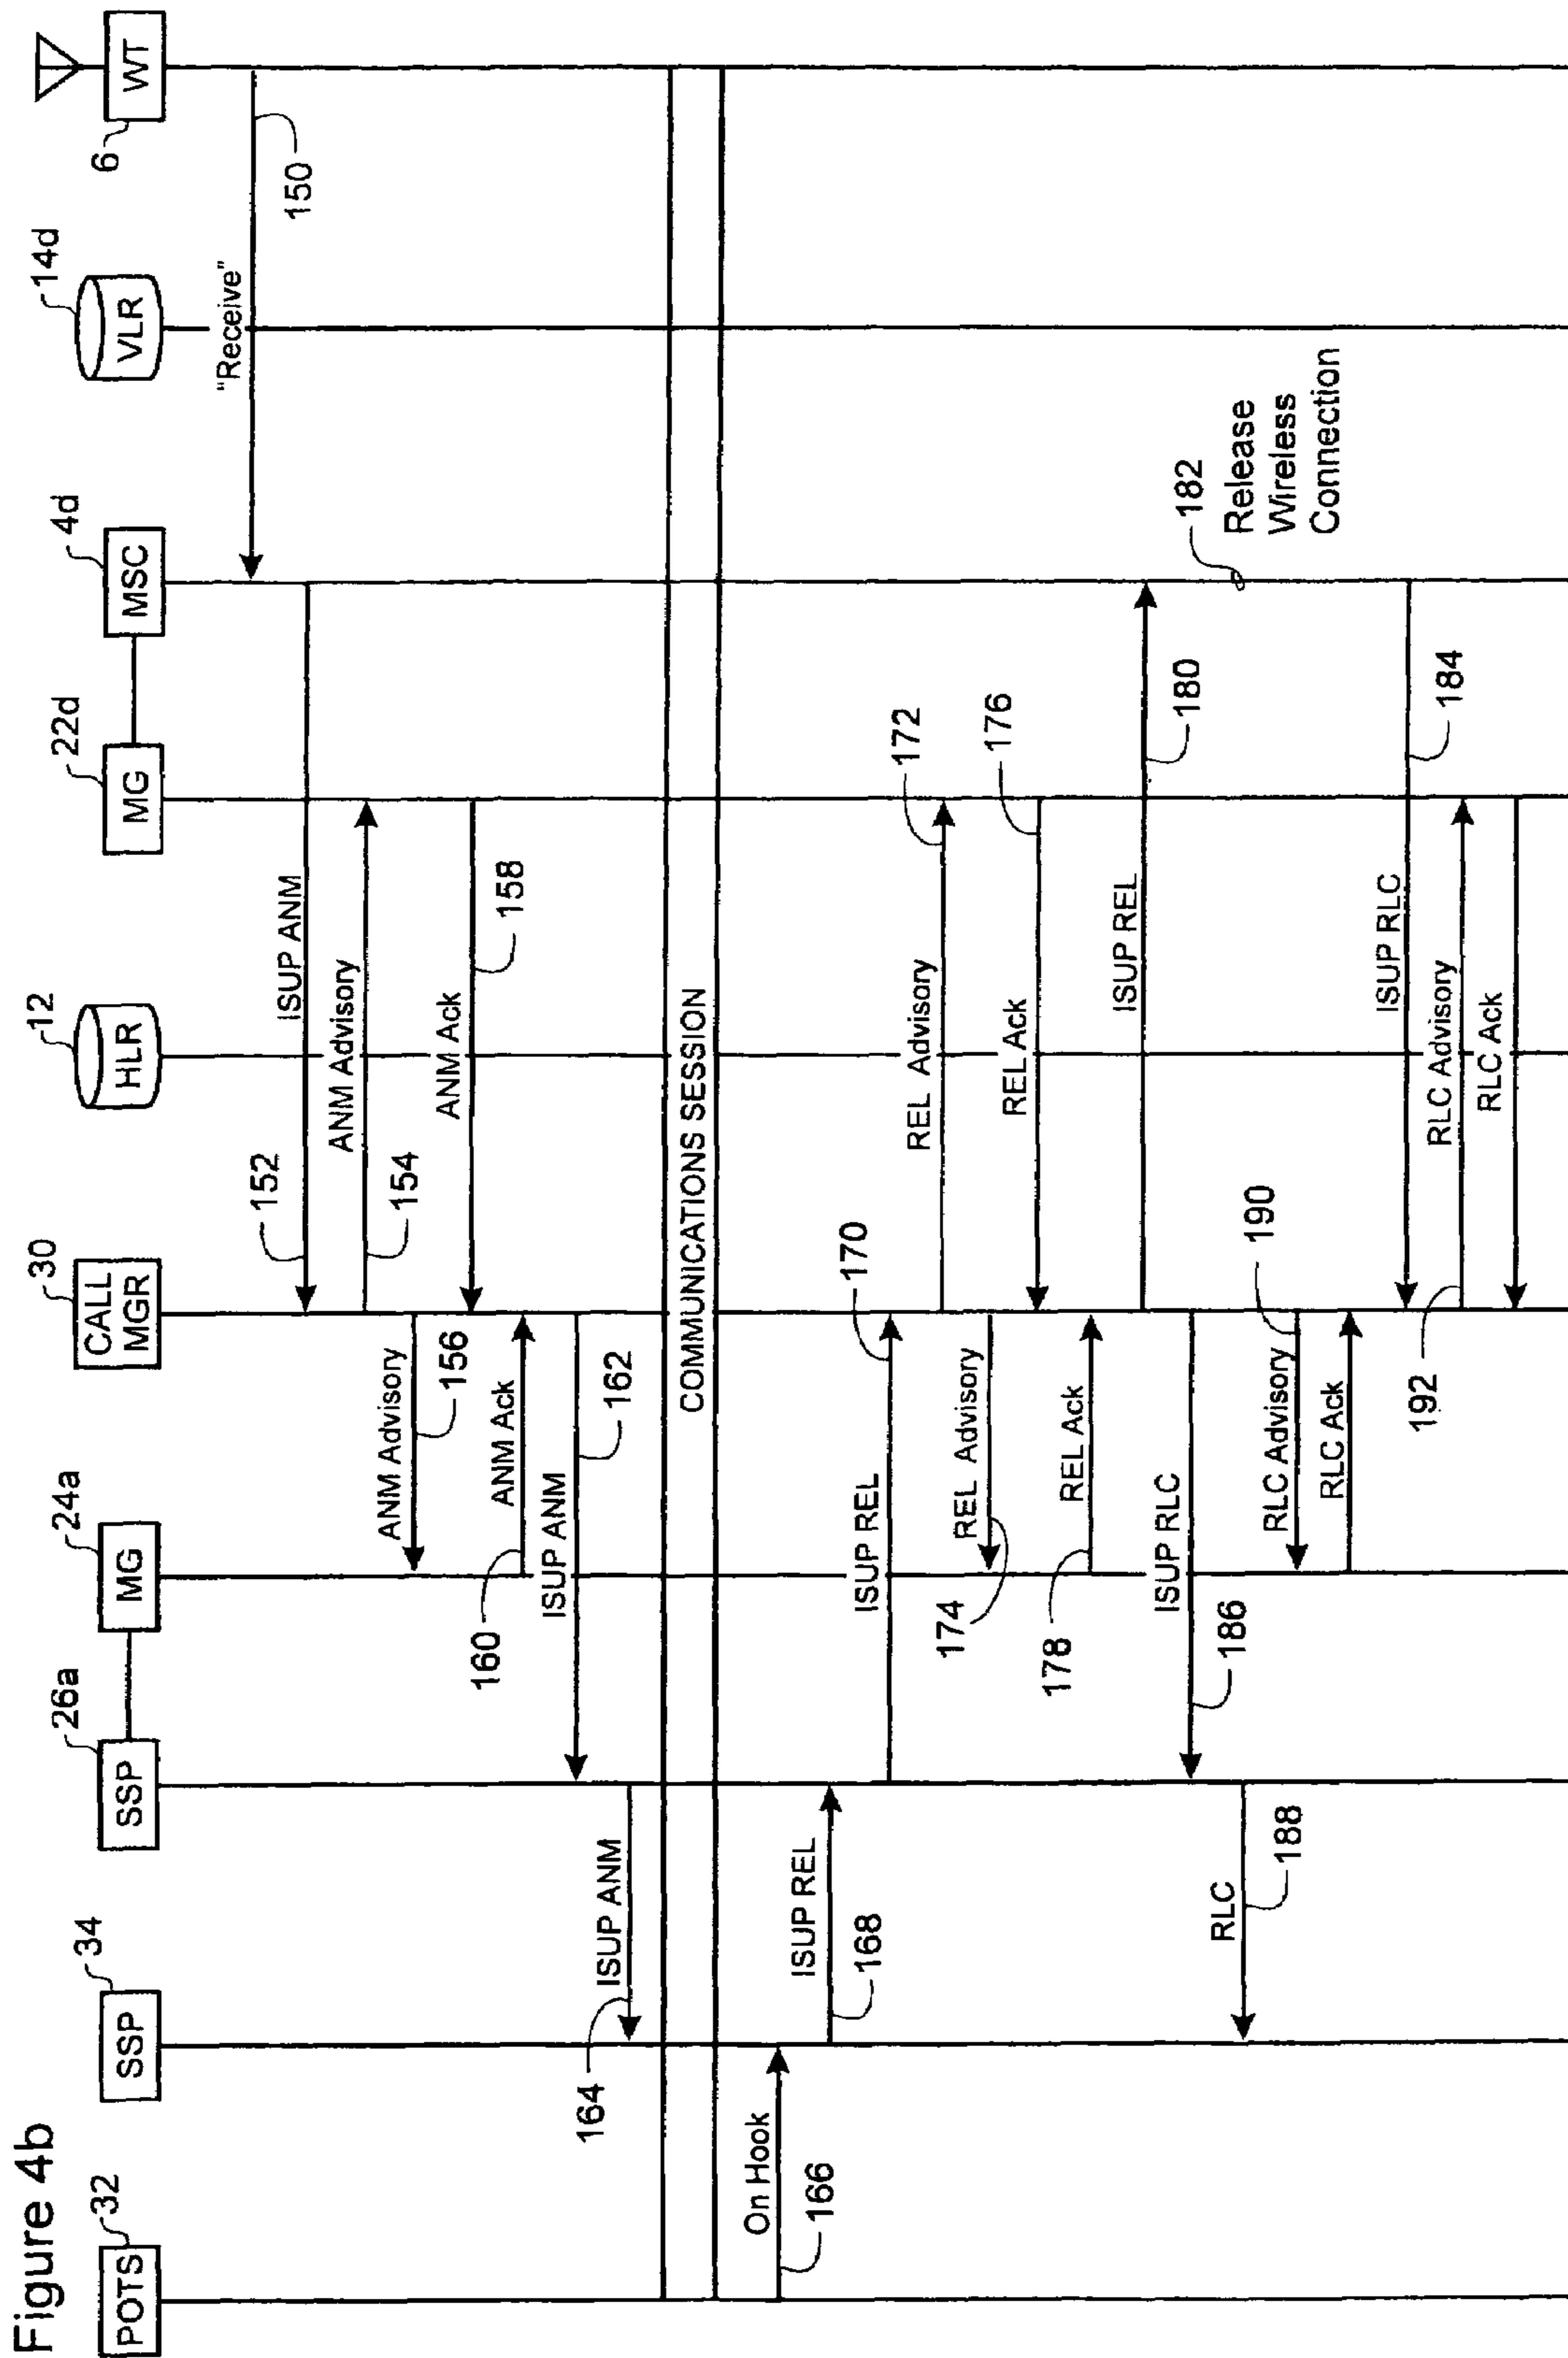 Figure 4b
POTS
32
SSP
34
SSP
26a
MG
24a
CALL
MGR
30
HLR
12
MG
22d
MSC
4d
VLR
14d
WT
6
"Receive"
150
ISUP ANM
152
ANM Advisory
154
ANM Advisory
156
ANM Ack
158
ANM Ack
160
ISUP ANM
162
ISUP ANM
164
COMMUNICATIONS SESSION
On Hook
166
ISUP REL
168
ISUP REL
170
REL Advisory
172
REL Advisory
174
REL Ack
176
REL Ack
178
ISUP REL
180
182
Release
Wireless
Connection
ISUP RLC
186
RLC
188
RLC Advisory
190
RLC Ack
ISUP RLC
184
RLC Advisory
192
RLC Ack